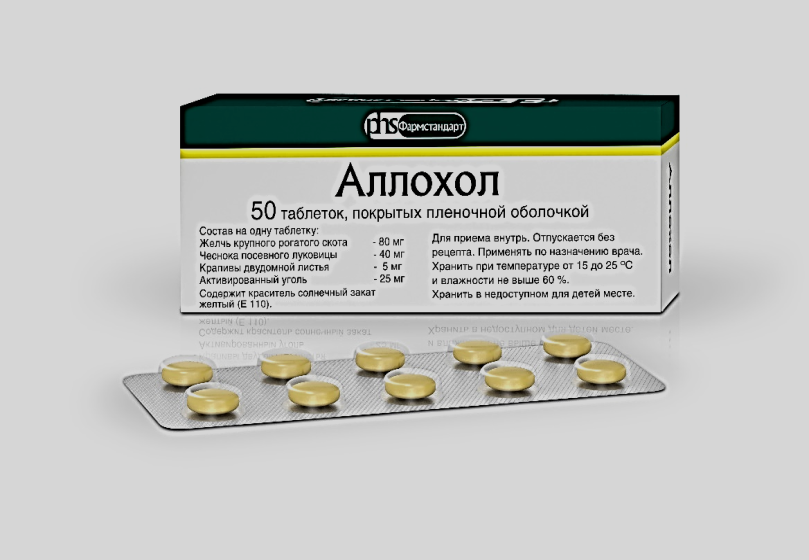 phs Фармстандарт
Аллохол
50 таблеток, покрытых пленочной оболочкой
Состав на одну таблетку:
Желчь крупного рогатого скота - 80 мг
Чеснока посевного луковицы - 40 мг
Крапивы двудомной листья - 5 мг
Активированный уголь - 25 мг
Содержит краситель солнечный закат
желтый (Е 110).
Для приема внутрь. Отпускается без
рецепта. Применять по назначению врача.
Хранить при температуре от 15 до 25 ºС
и влажности не выше 60 %.
Хранить в недоступном для детей месте.
Аллохол